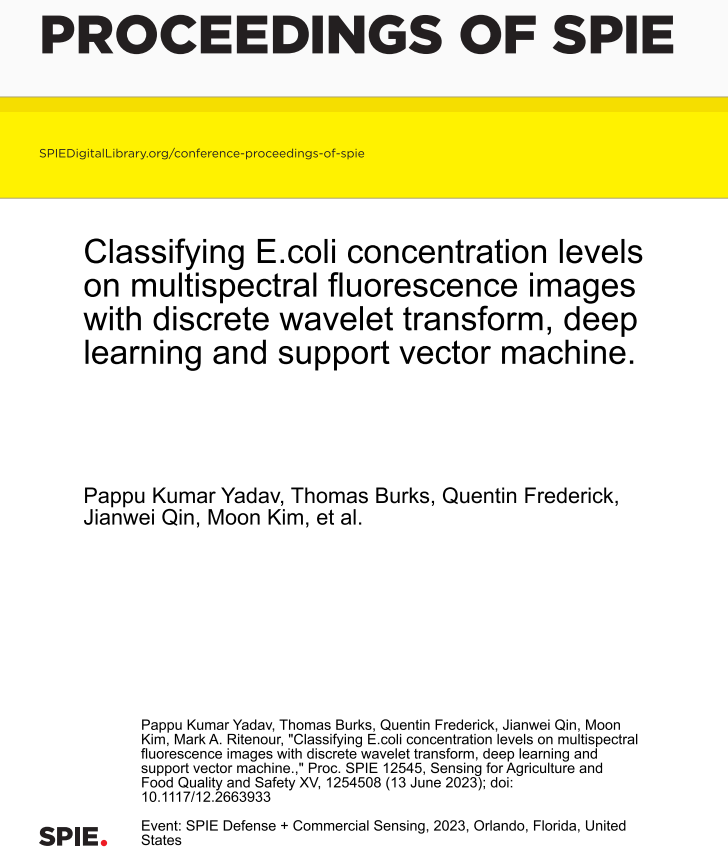 PROCEEDINGS OF SPIE
SPIEDigitalLibrary.org/conference-proceedings-of-spie
Classifying E.coli concentration levels
on multispectral fluorescence images
with discrete wavelet transform, deep
learning and support vector machine.
Pappu Kumar Yadav, Thomas Burks, Quentin Frederick,
Jianwei Qin, Moon Kim, et al.
Pappu Kumar Yadav, Thomas Burks, Quentin Frederick, Jianwei Qin, Moon
Kim, Mark A. Ritenour, "Classifying E.coli concentration levels on multispectral
fluorescence images with discrete wavelet transform, deep learning and
support vector machine.," Proc. SPIE 12545, Sensing for Agriculture and
Food Quality and Safety XV, 1254508 (13 June 2023); doi:
10.1117/12.2663933
Event: SPIE Defense + Commercial Sensing, 2023, Orlando, Florida, United
States
SPIE.